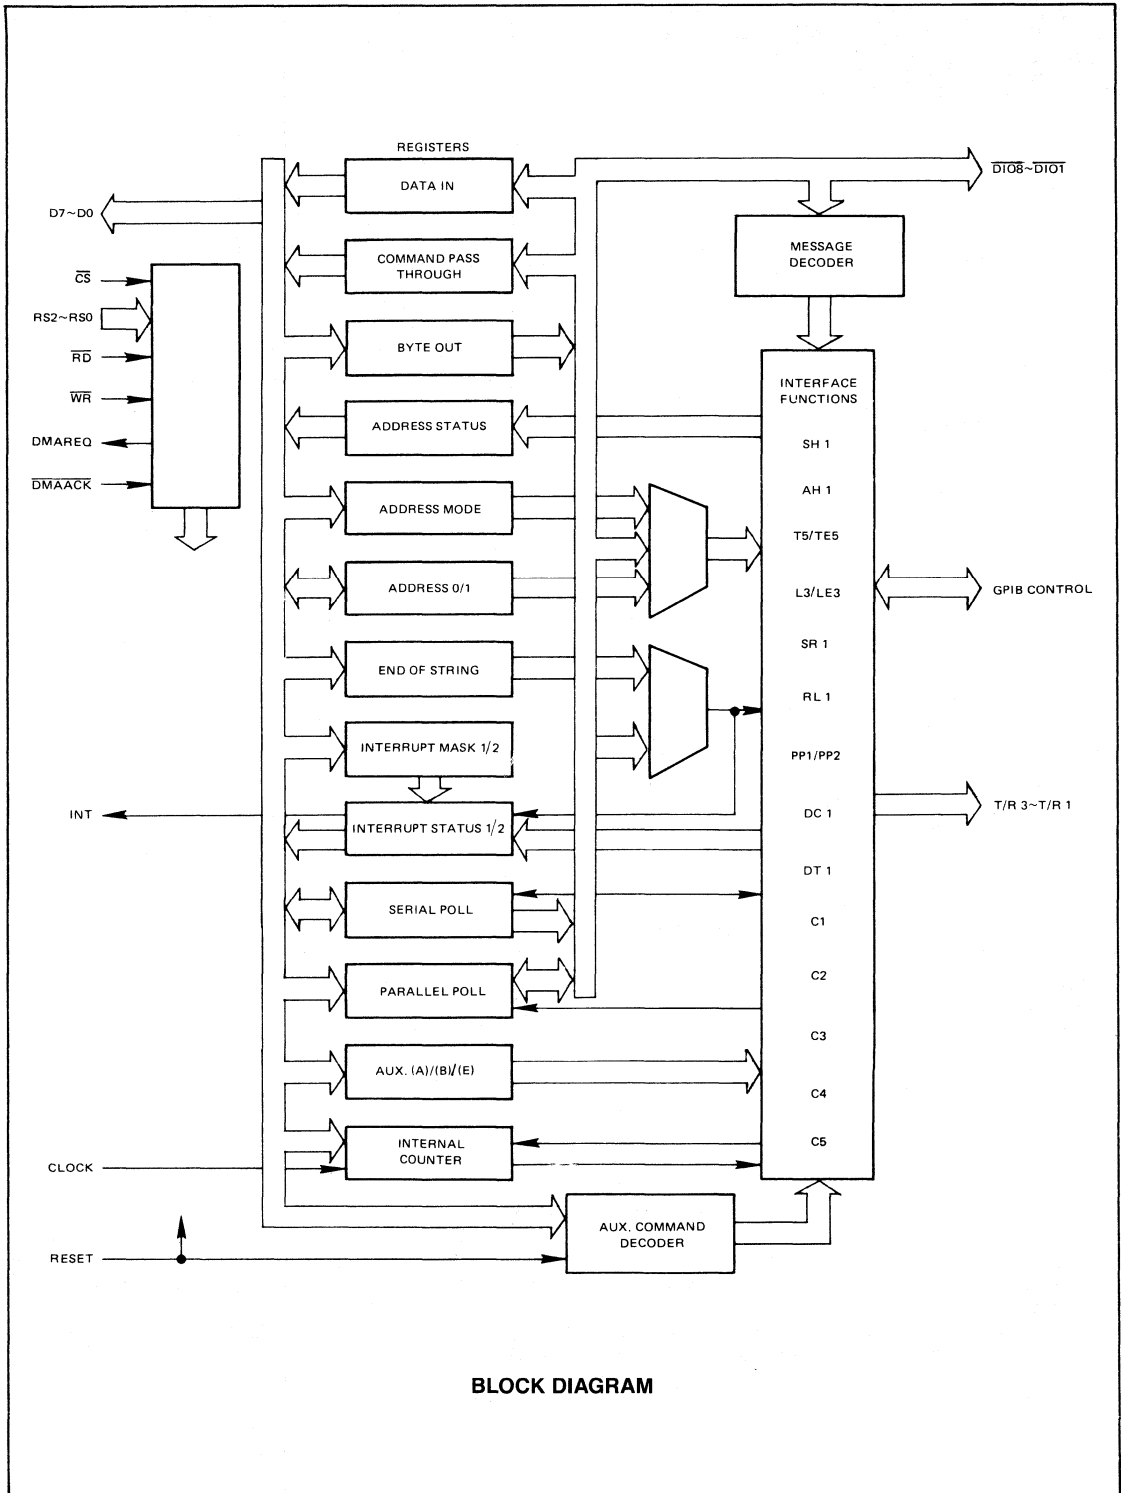 REGISTERS
DATA IN
COMMAND PASS
THROUGH
BYTE OUT
ADDRESS STATUS
ADDRESS MODE
ADDRESS 0/1
END OF STRING
INTERRUPT MASK 1/2
INTERRUPT STATUS 1/2
SERIAL POLL
PARALLEL POLL
AUX. (A)/(B)/(E)
INTERNAL
COUNTER
D7~D0
CS
RS2~RS0
RD
WR
DMAREQ
DMAACK
INT
CLOCK
RESET
DIO8~DIO1
MESSAGE
DECODER
INTERFACE
FUNCTIONS
SH 1
AH 1
T5/TE5
L3/LE3
SR 1
RL 1
PP1/PP2
DC 1
DT 1
C1
C2
C3
C4
C5
GPIB CONTROL
T/R 3~T/R 1
AUX. COMMAND
DECODER
BLOCK DIAGRAM